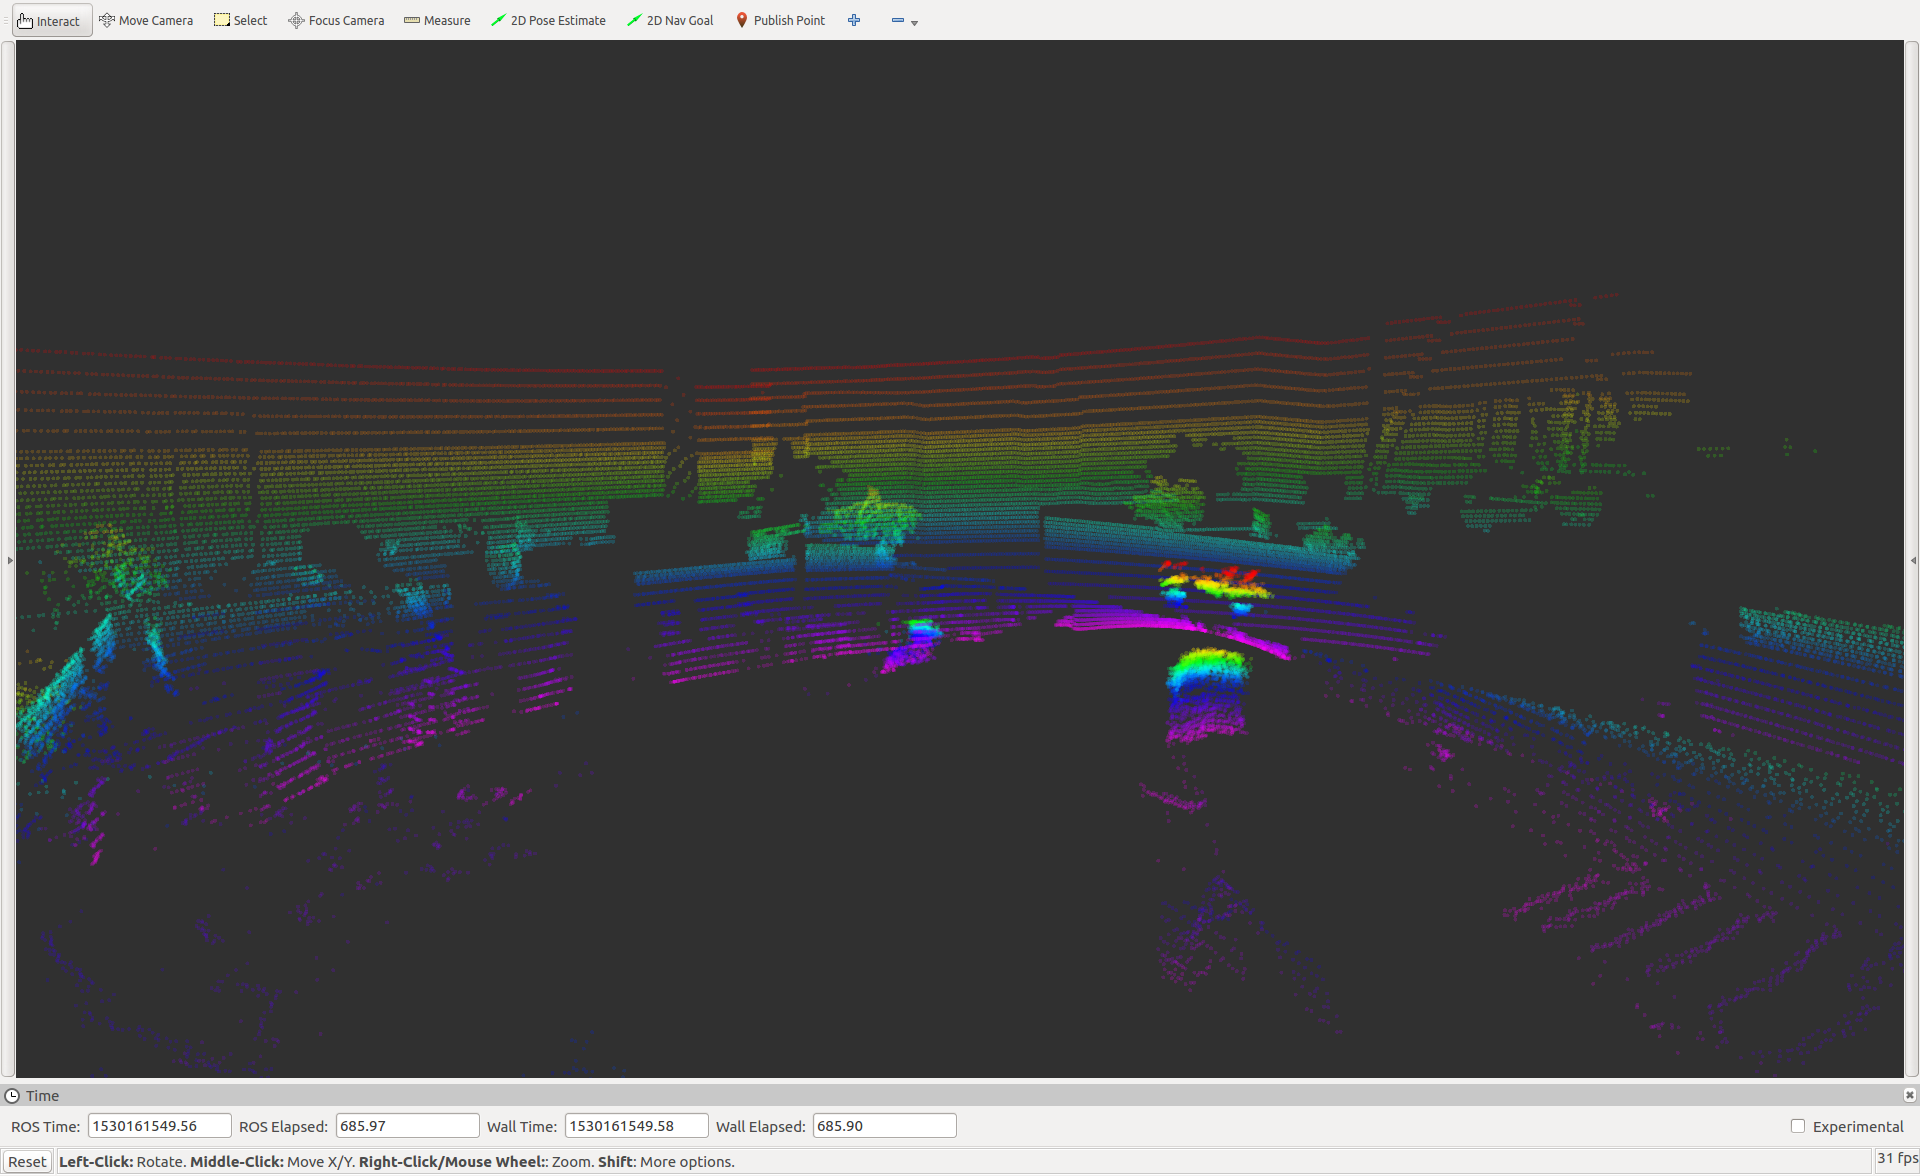 Interact Move Camera Select Focus Camera Measure 2D Pose Estimate 2D Nav Goal Publish Point
Time
ROS Time: 1530161549.56 ROS Elapsed: 685.97 Wall Time: 1530161549.58 Wall Elapsed: 685.90 Experimental
Reset Left-Click: Rotate. Middle-Click: Move X/Y. Right-Click/Mouse Wheel:: Zoom. Shift: More options. 31 fps